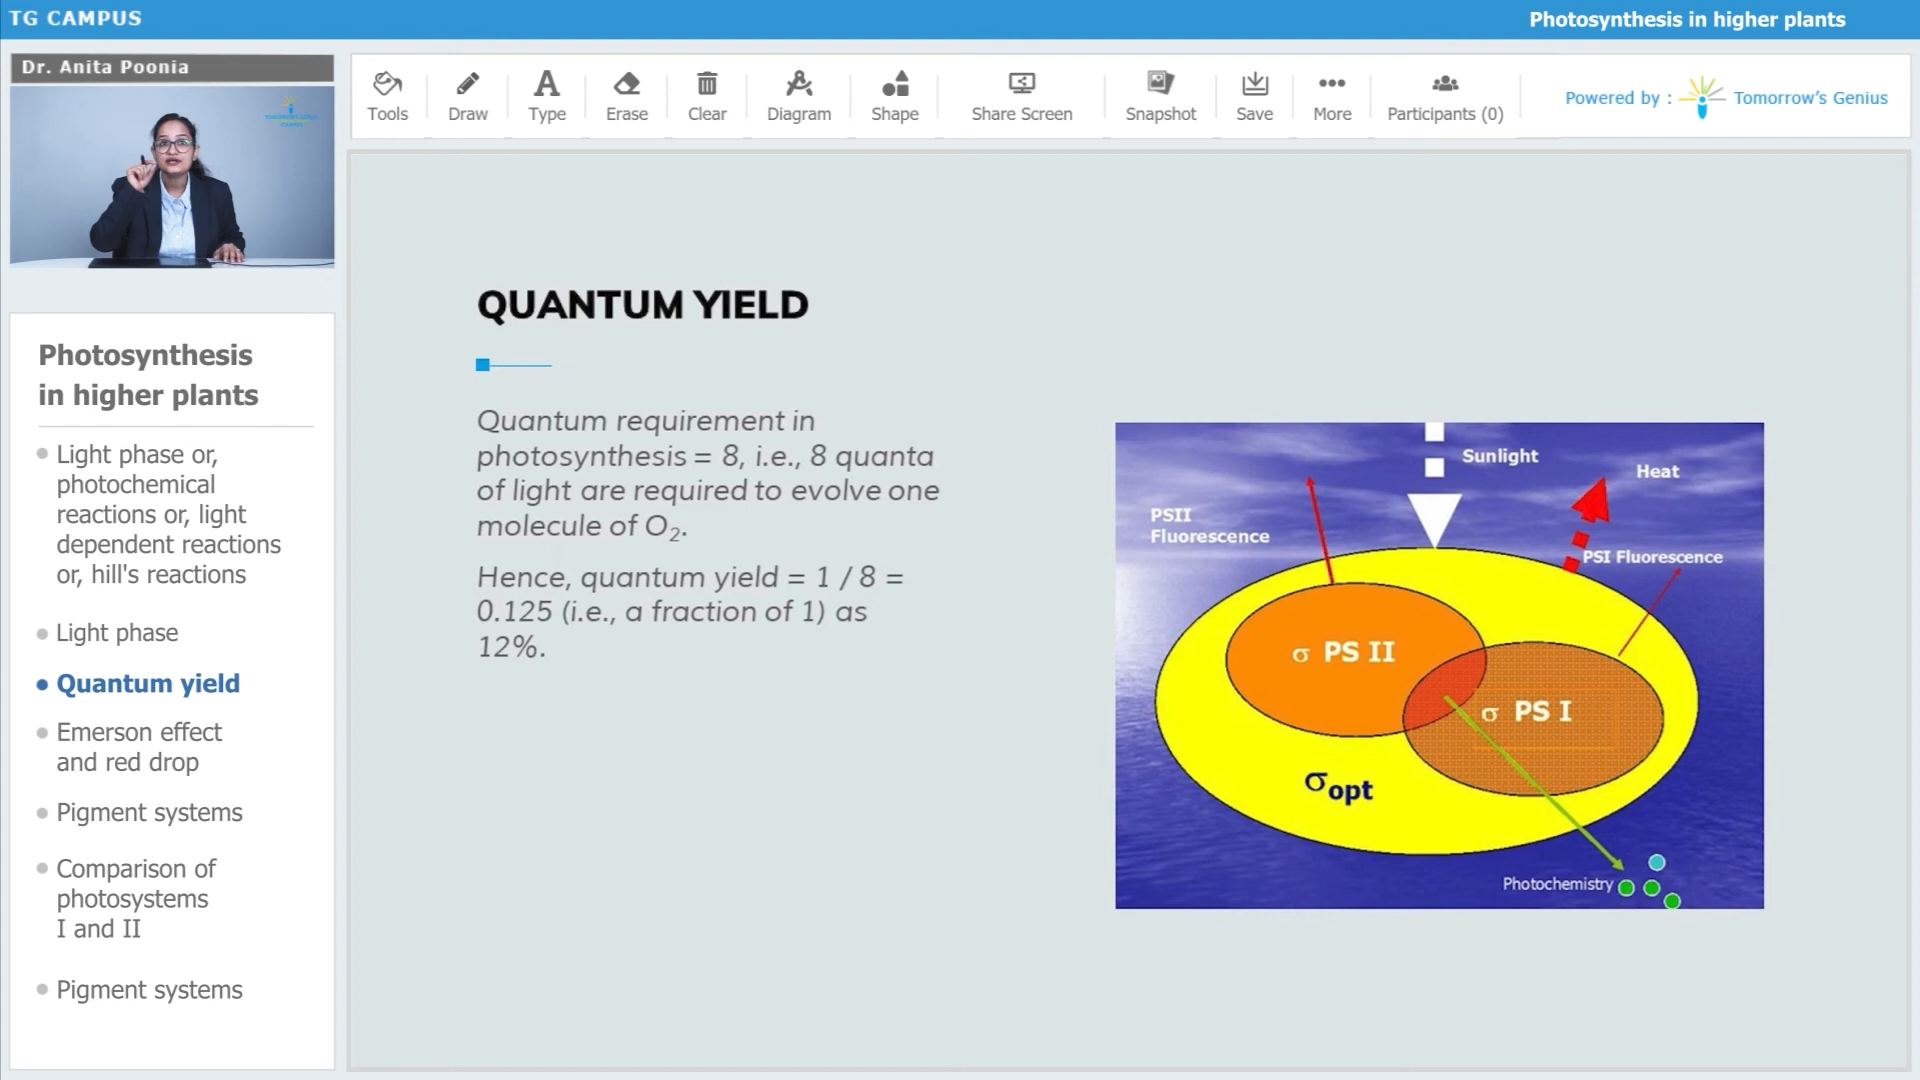 TG CAMPUS
Photosynthesis in higher plants
Dr. Anita Poonia
Tools
Draw
Type
Erase
Clear
Diagram
Shape
Share Screen
Snapshot
Save
More
Participants (0)
Powered by : Tomorrow's Genius
Photosynthesis
in higher plants
Light phase or,
photochemical
reactions or, light
dependent reactions
or, hill's reactions
Light phase
Quantum yield
Emerson effect
and red drop
Pigment systems
Comparison of
photosystems
I and II
Pigment systems
QUANTUM YIELD
Quantum requirement in
photosynthesis = 8, i.e., 8 quanta
of light are required to evolve one
molecule of O₂.
Hence, quantum yield = 1 / 8 =
0.125 (i.e., a fraction of 1) as
12%.
Sunlight
Heat
PSII
Fluorescence
PSI Fluorescence
σ PS II
σ PS I
σopt
Photochemistry